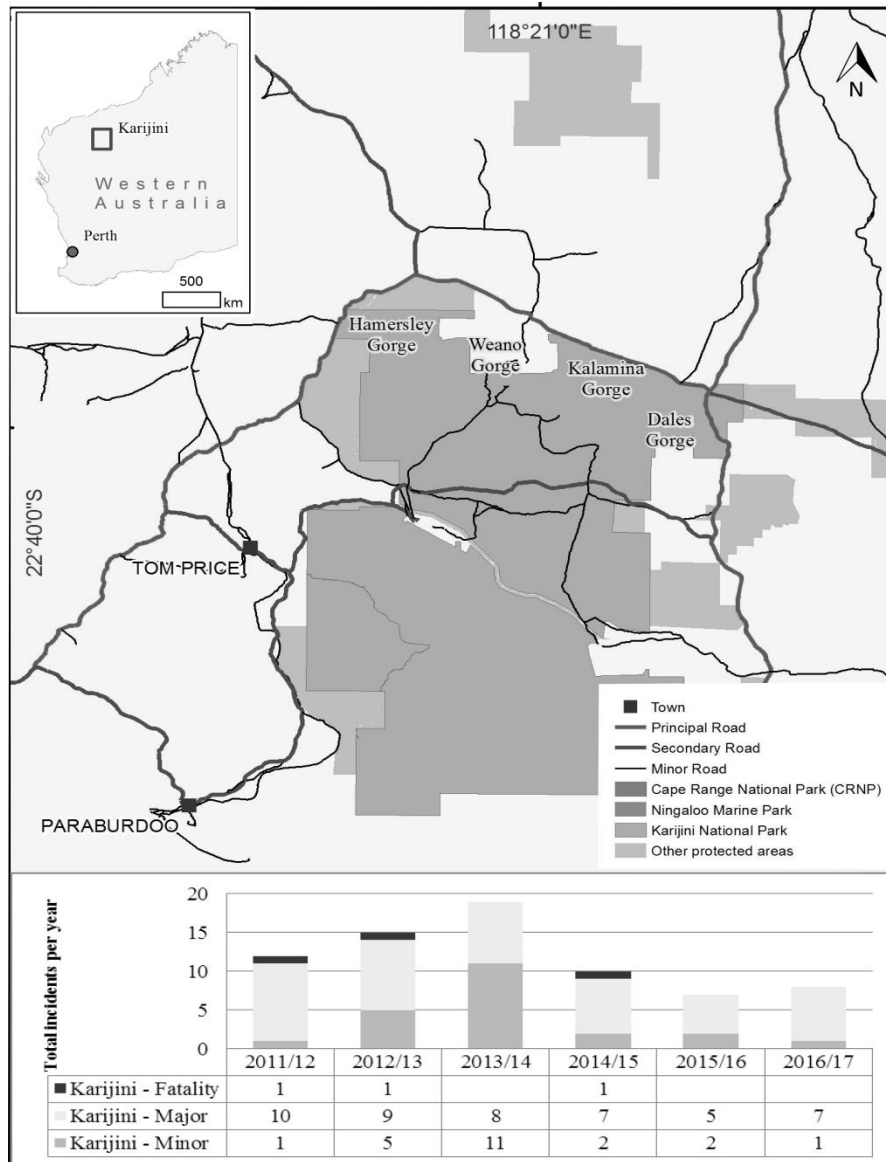 118°21'0"E
N
Karijini
Western
Australia
Perth
500
km
Hamersley
Gorge
Weano
Gorge
Kalamina
Gorge
Dales
Gorge
22°40'0"S
TOM PRICE
PARABURDOO
Town
Principal Road
Secondary Road
Minor Road
Cape Range National Park (CRNP)
Ningaloo Marine Park
Karijini National Park
Other protected areas
Total incidents per year
20
15
10
5
0
2011/12 2012/13 2013/14 2014/15 2015/16 2016/17
Karijini - Fatality 1 1 1
Karijini - Major 10 9 8 7 5 7
Karijini - Minor 1 5 11 2 2 1